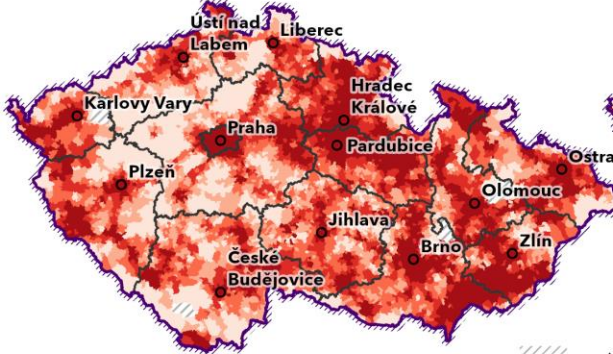 Ústí nad
Labem
Liberec
Karlovy Vary
Hradec
Králové
Praha
Pardubice
Ostra
Plzeň
Olomouc
Jihlava
Brno
Zlín
České
Budějovice